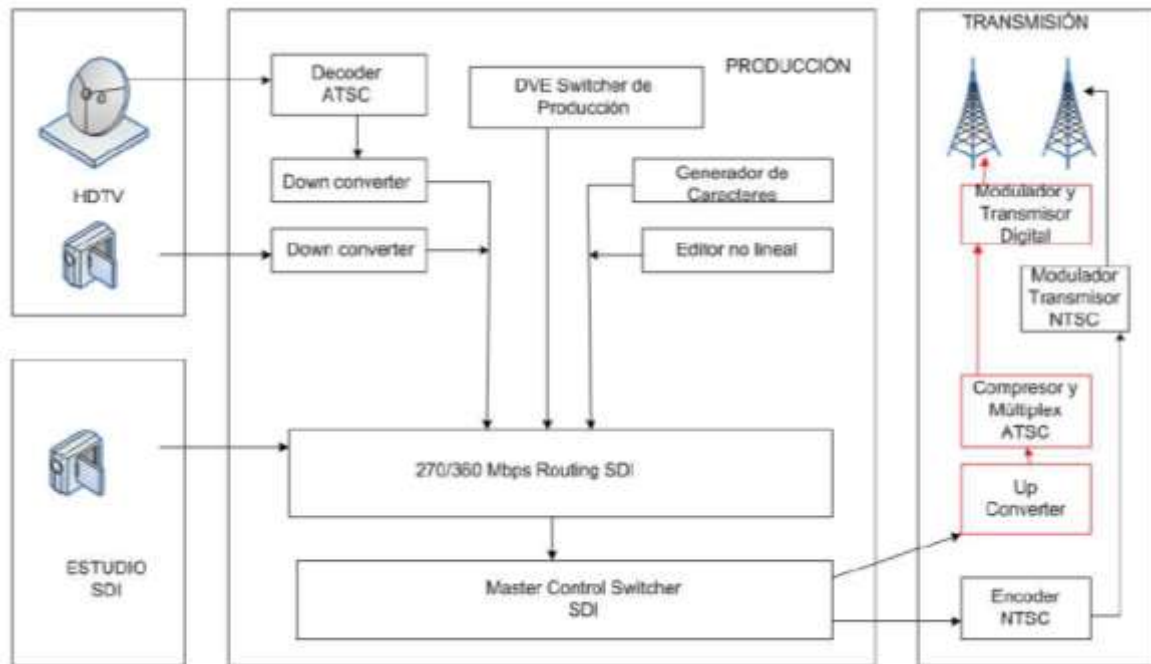 HDTV
ESTUDIO
SDI
PRODUCCIÓN
Decoder
ATSC
DVE Switcher de
Producción
Down converter
Generador de
Caracteres
Down converter
Editor no lineal
270/360 Mbps Routing SDI
Master Control Switcher
SDI
TRANSMISIÓN
Modulador y
Transmisor
Digital
Modulador
Transmisor
NTSC
Compresor y
Múltiplex
ATSC
Up
Converter
Encoder
NTSC